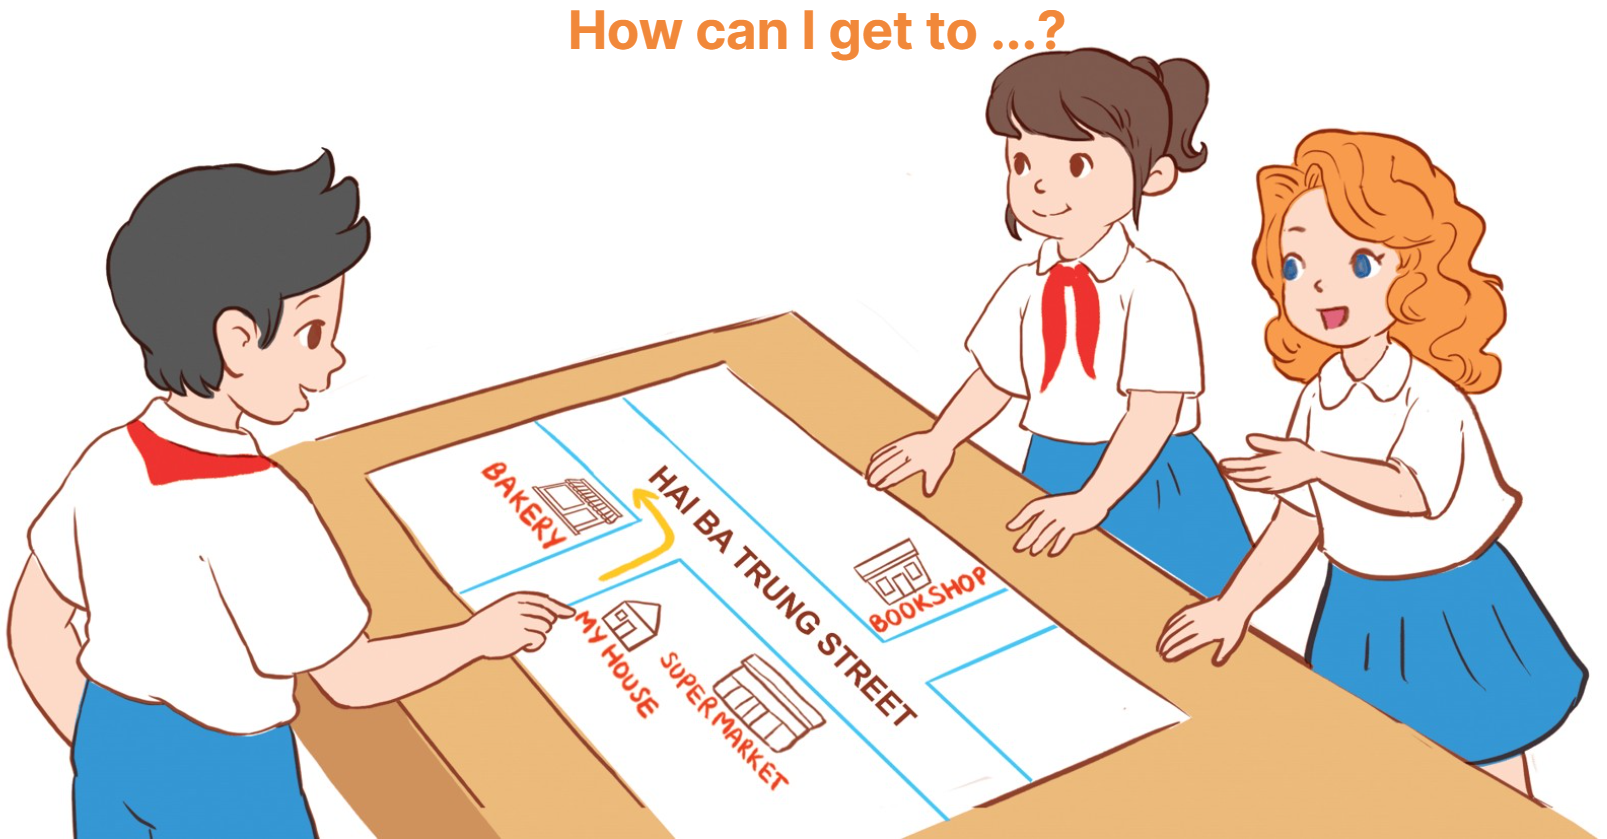 How can I get to ...?
BAKERY
HAI BA TRUNG STREET
BOOKSHOP
MY HOUSE
SUPERMARKET